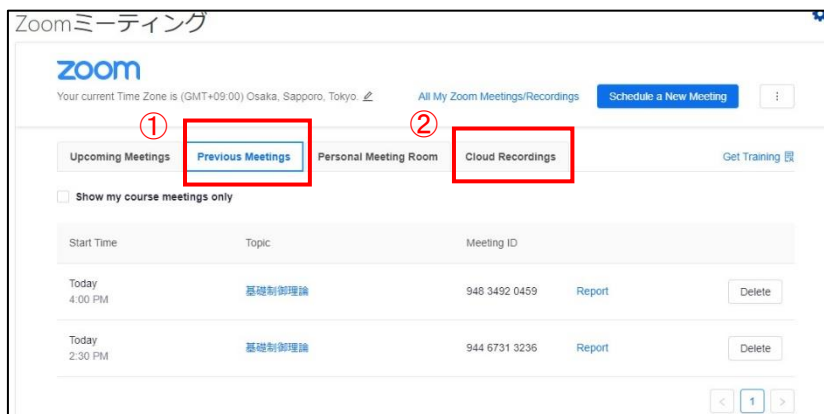 Zoomミーティング
zoom
Your current Time Zone is (GMT+09:00) Osaka, Sapporo, Tokyo.
All My Zoom Meetings/Recordings
Schedule a New Meeting
① ②
Upcoming Meetings Previous Meetings Personal Meeting Room Cloud Recordings Get Training
Show my course meetings only
Start Time Topic Meeting ID
Today
4:00 PM
基礎制御理論 948 3492 0459 Report Delete
Today
2:30 PM
基礎制御理論 944 6731 3236 Report Delete
< 1 >